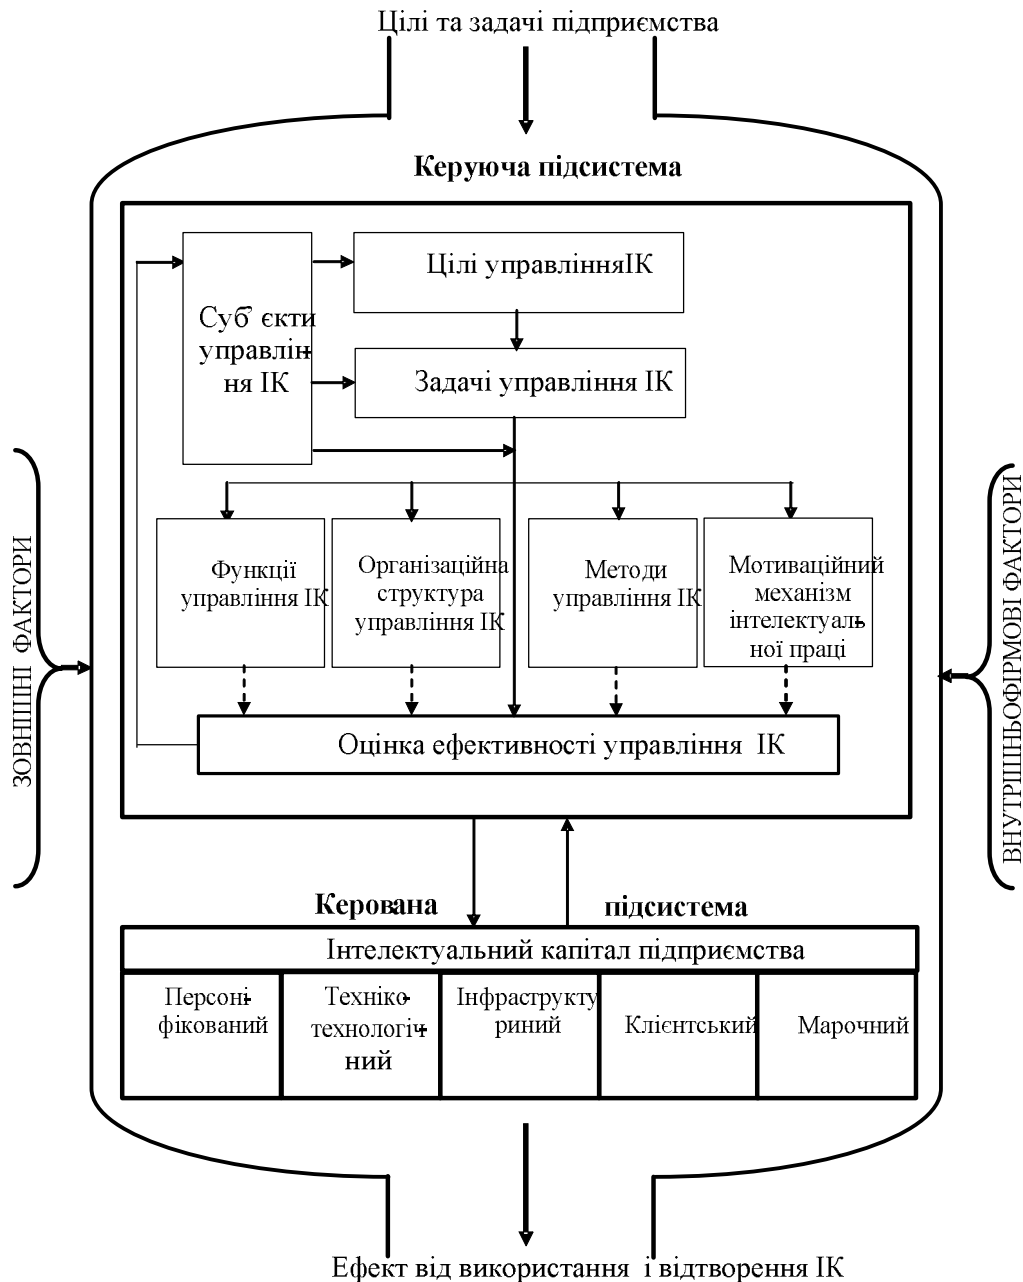 Цілі та задачі підприємства
Керуюча підсистема
Цілі управлінняІК
Суб’ єкти
управлін-
ня ІК
Задачі управління ІК
ЗОВНІШНІ ФАКТОРИ
ВНУТРІШНЬОФІРМОВІ ФАКТОРИ
Функції
управління ІК
Організаційна
структура
управління ІК
Методи
управління ІК
Мотиваційний
механізм
інтелектуаль-
ної праці
Оцінка ефективності управління ІК
Керована підсистема
Інтелектуальний капітал підприємства
Персоні-
фікований
Техніко-
технологіч-
ний
Інфраструкту
риний
Клієнтський
Марочний
Ефект від використання і відтворення ІК